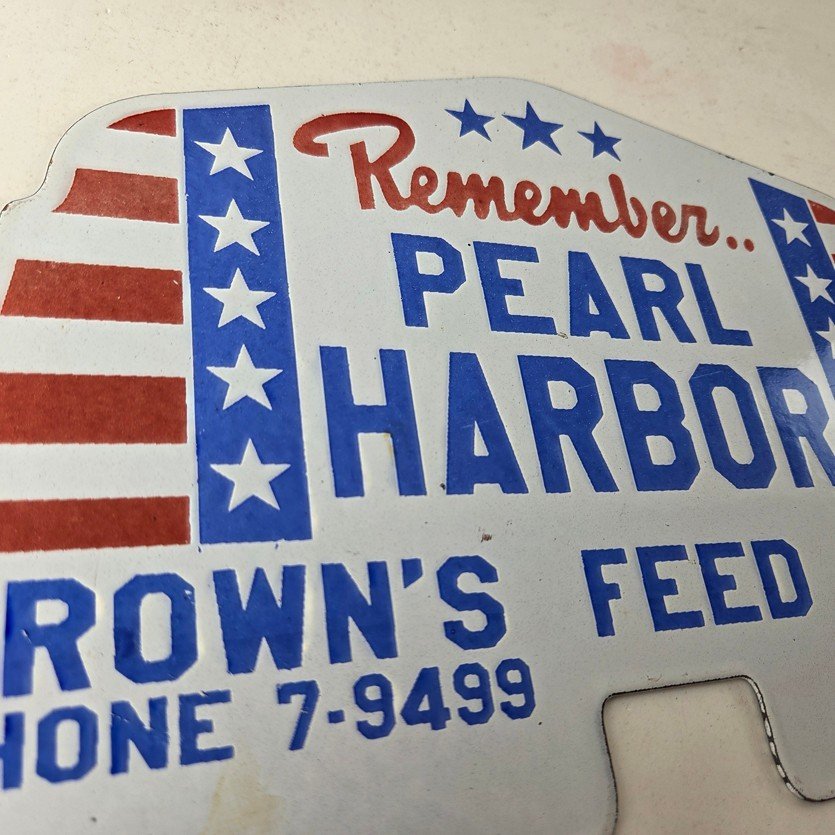 Remember..
PEARL
HARBOR
ROWN'S FEED
HONE 7-9499